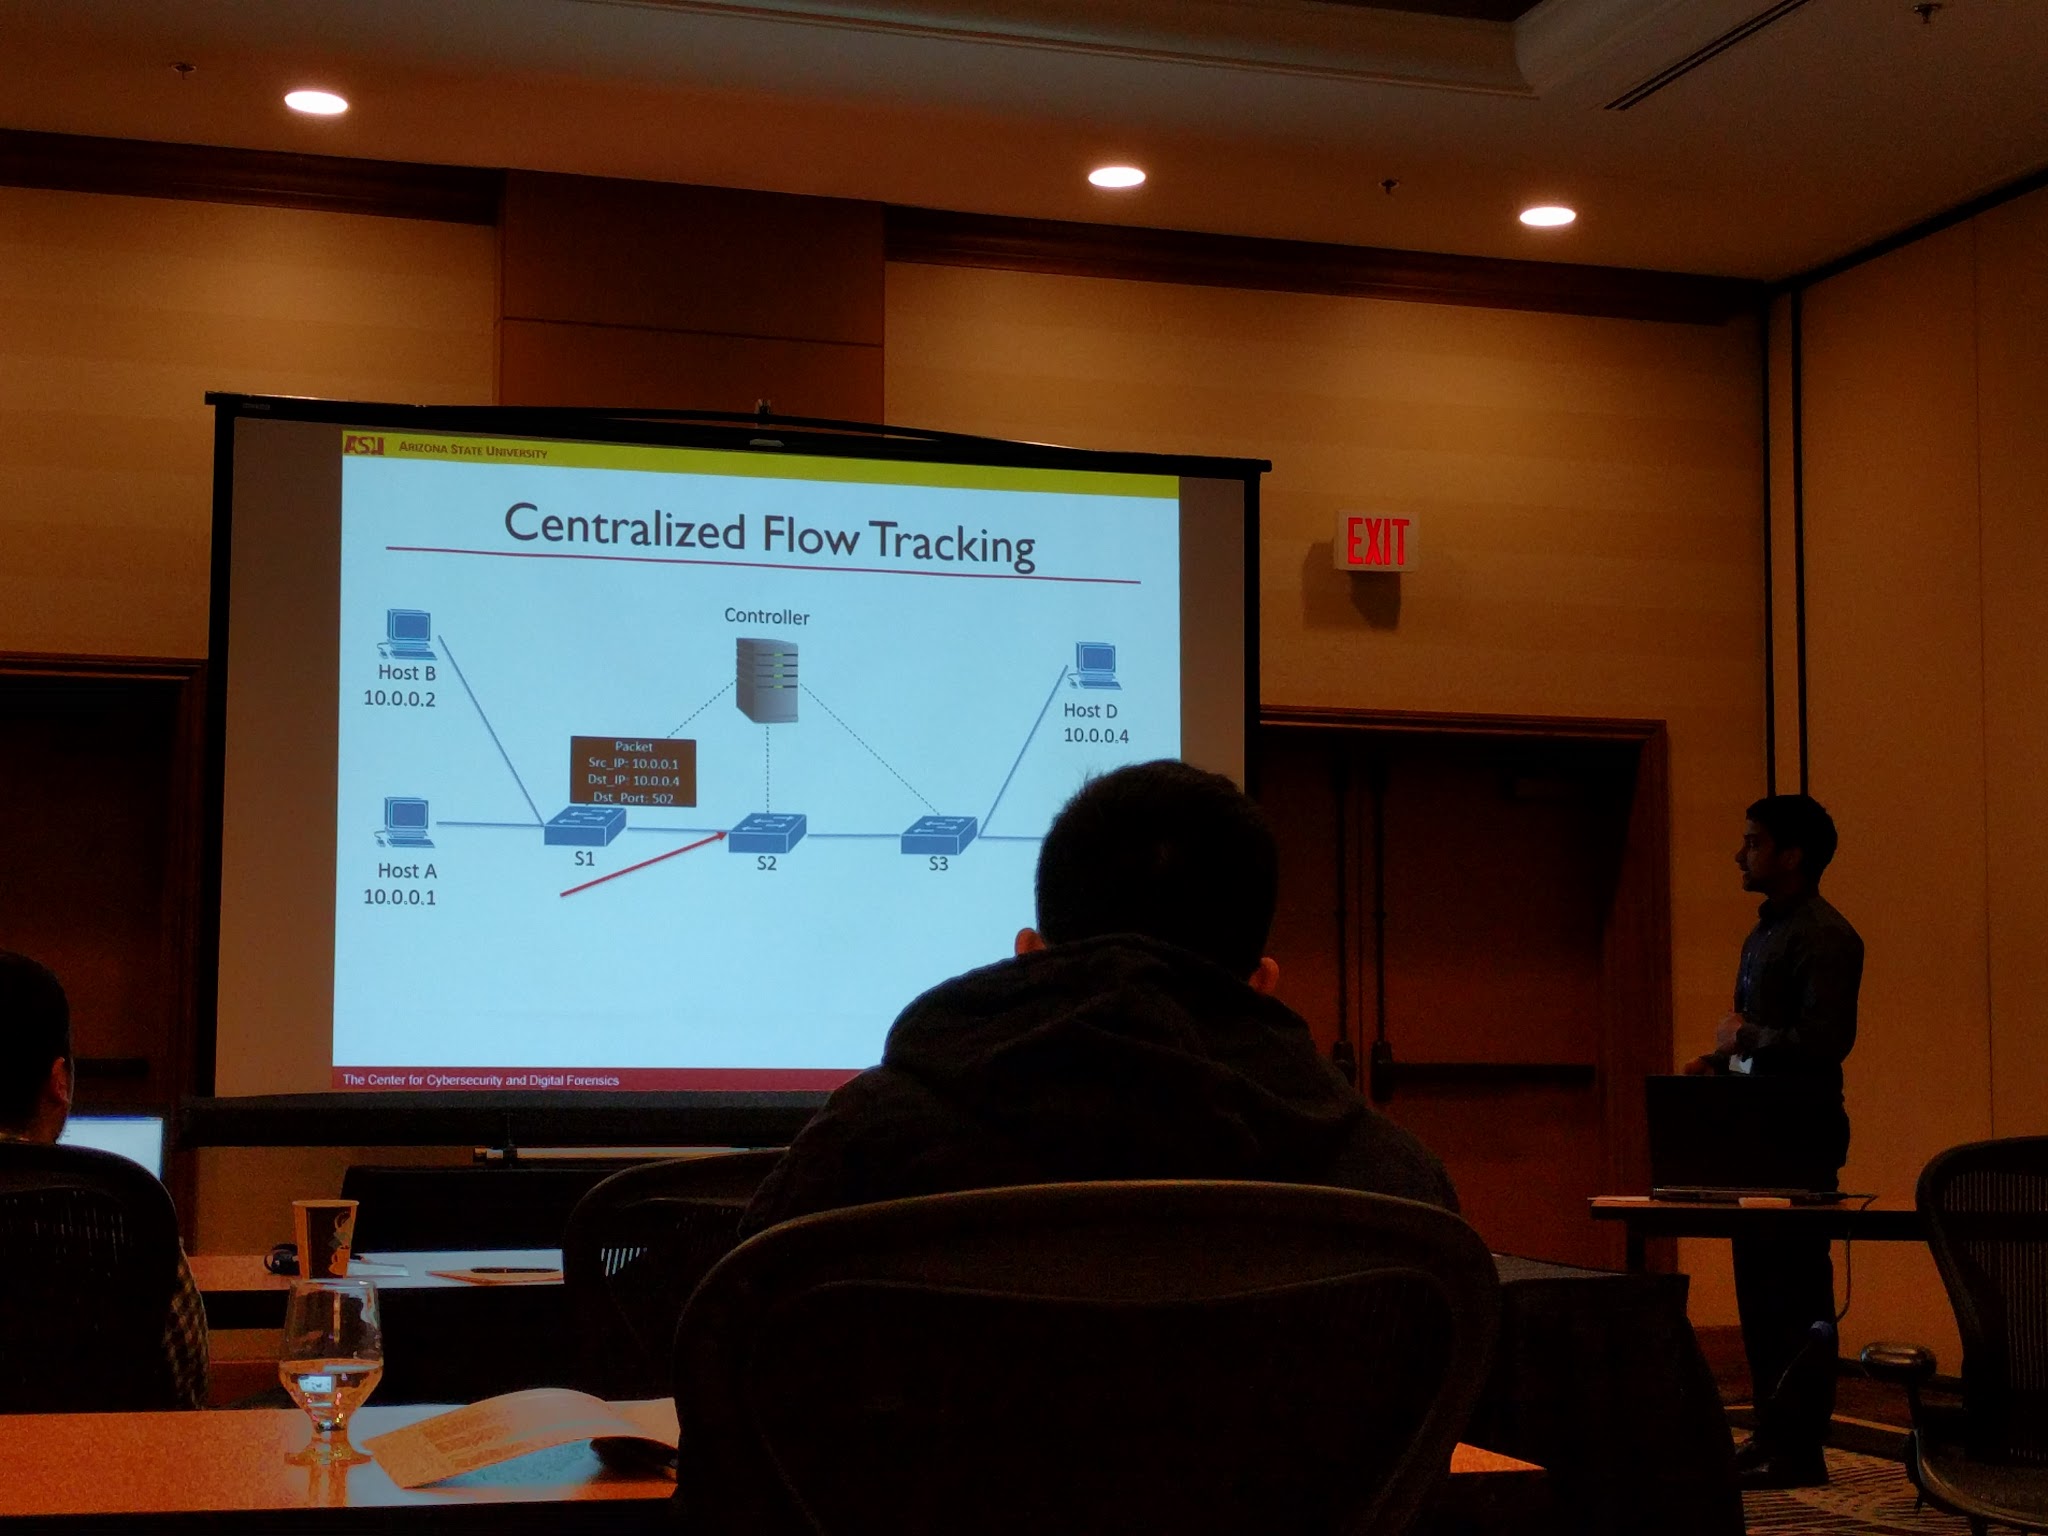 ASU ARIZONA STATE UNIVERSITY
Centralized Flow Tracking
Controller
Host B
10.0.0.2
Host D
10.0.0.4
Packet
Src_IP: 10.0.0.1
Dst_IP: 10.0.0.4
Dst_Port: 502
S1
S2
S3
Host A
10.0.0.1
The Center for Cybersecurity and Digital Forensics
EXIT